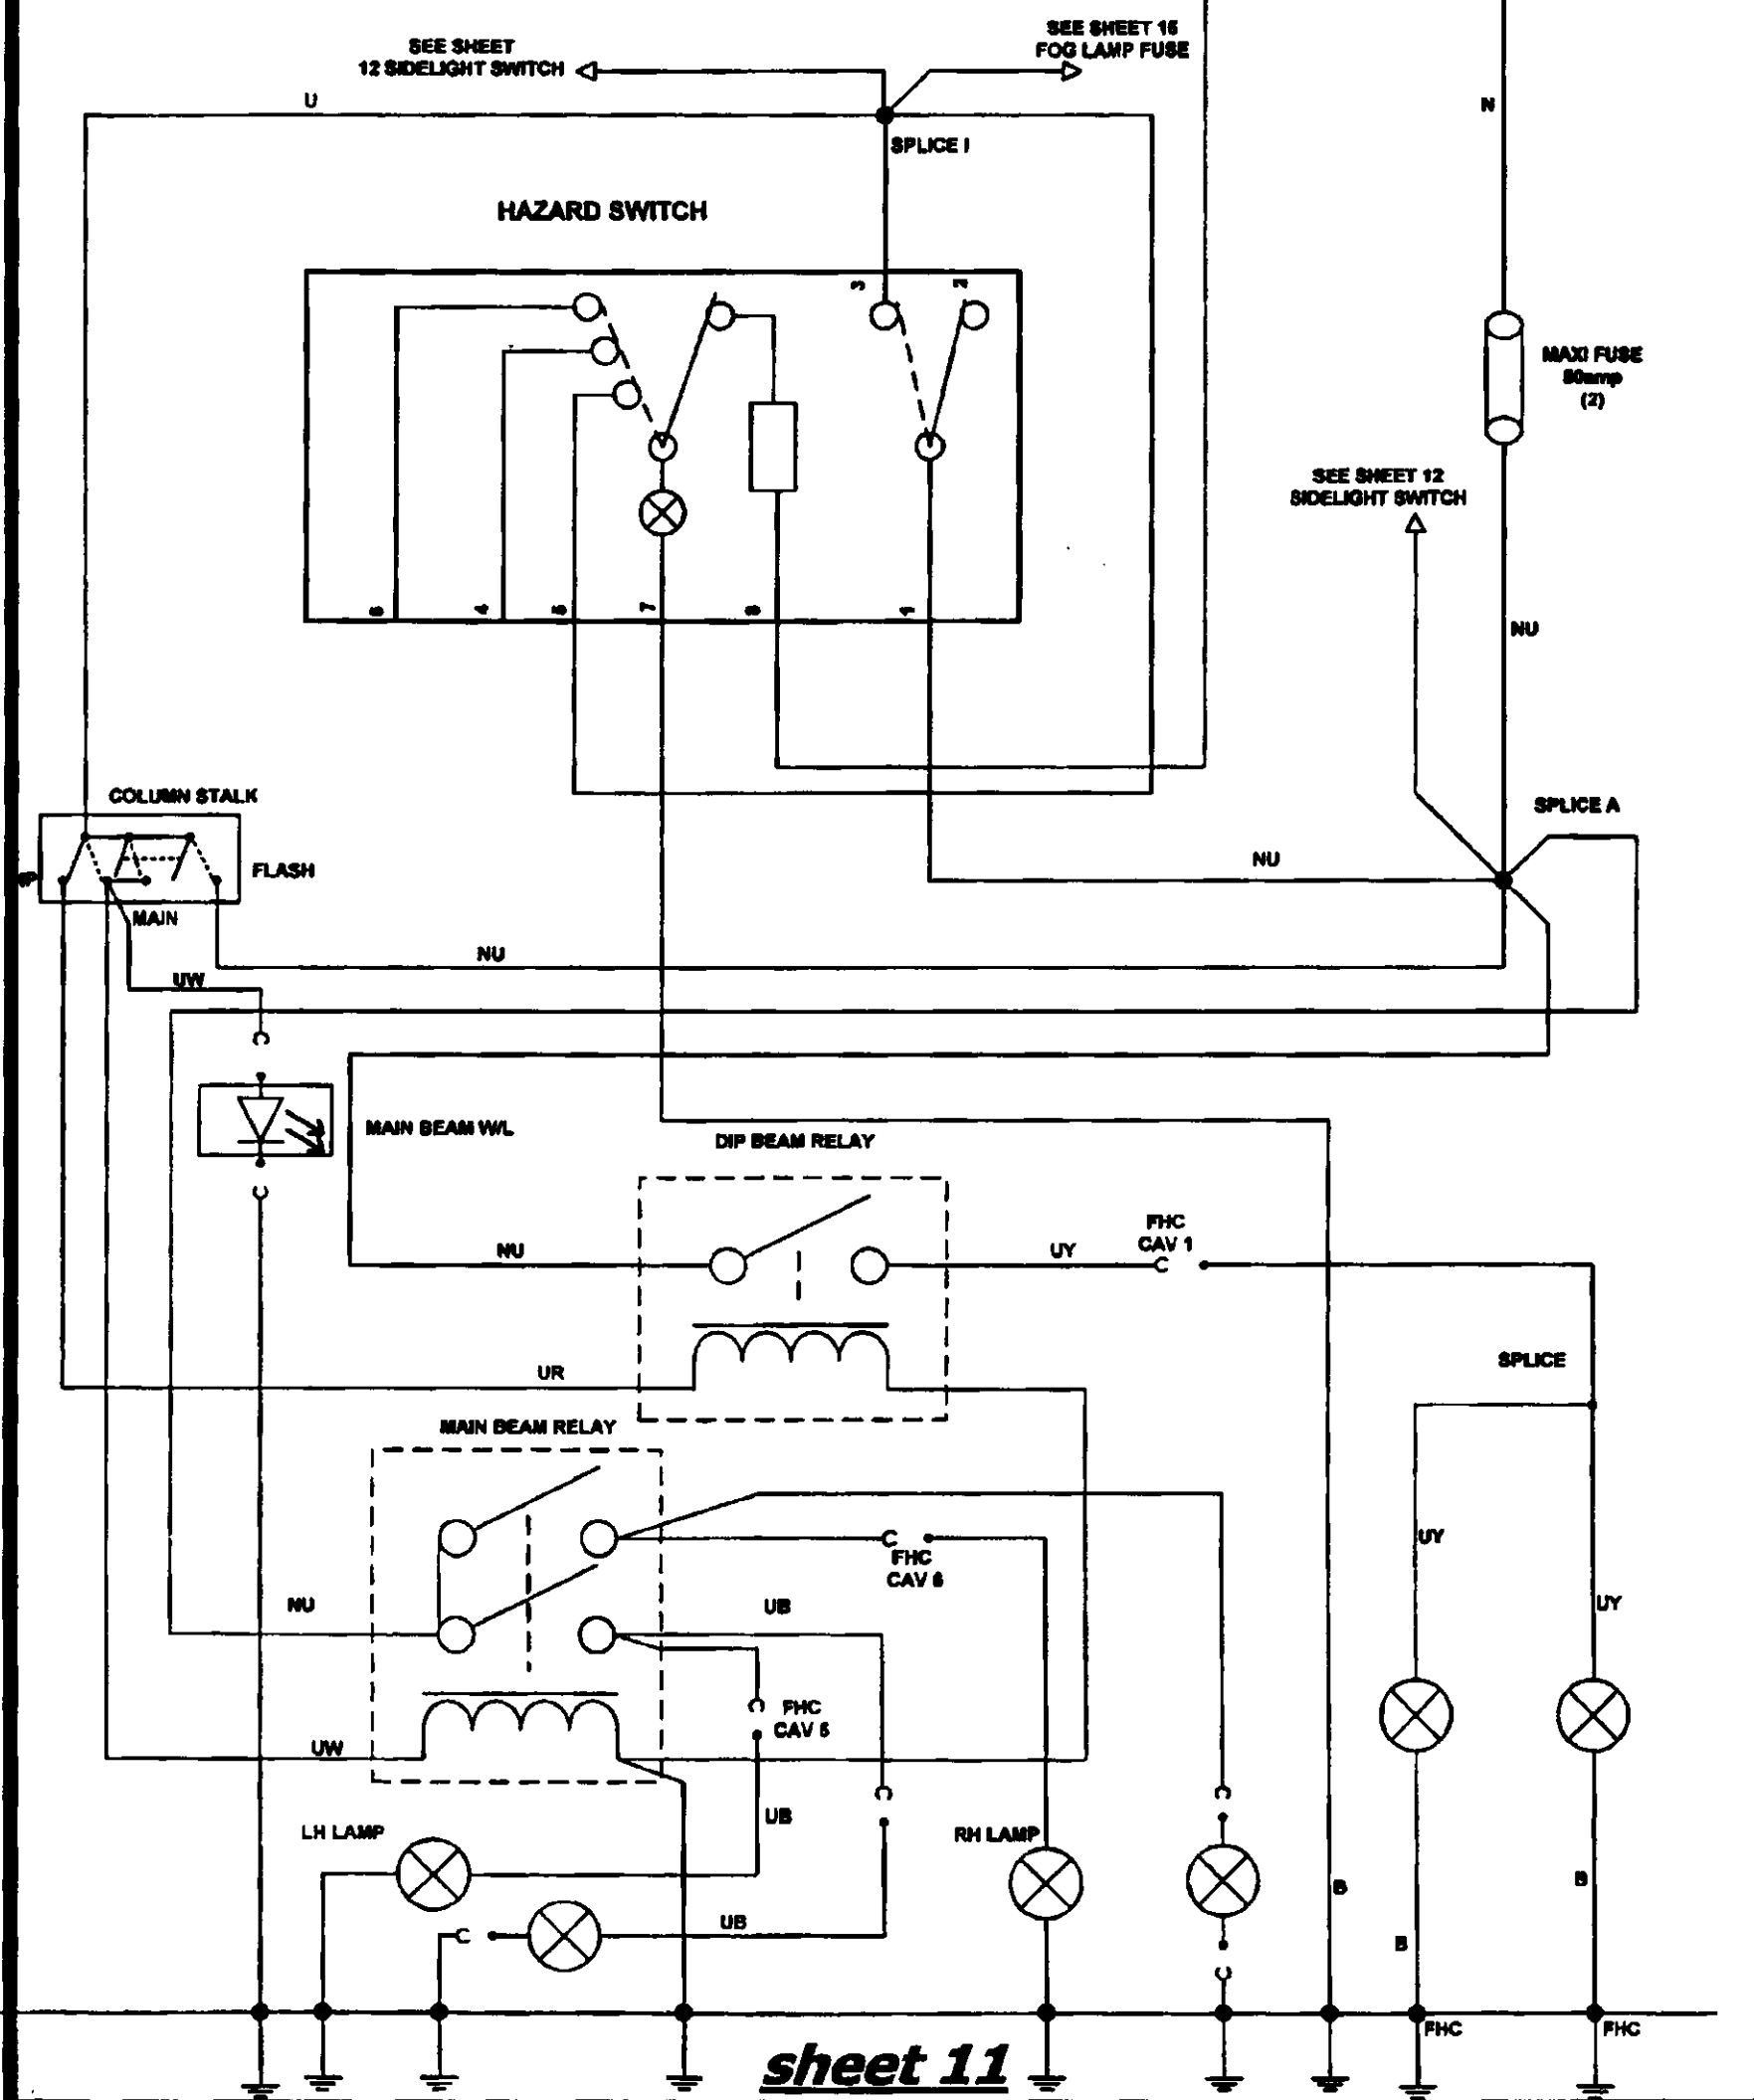 SEE SHEET
12 SIDELIGHT SWITCH
SEE SHEET 15
FOG LAMP FUSE
U
N
SPLICE I
HAZARD SWITCH
3
2
MAXI FUSE
50amp
(2)
SEE SHEET 12
SIDELIGHT SWITCH
6
4
5
7
8
1
NU
COLUMN STALK
SPLICE A
FLASH
NU
MAIN
NU
UW
MAIN BEAM W/L
DIP BEAM RELAY
FHC
CAV 1
NU
UY
SPLICE
UR
MAIN BEAM RELAY
UY
FHC
CAV 6
NU
UB
UY
FHC
CAV 5
UW
UB
LH LAMP
RH LAMP
B
B
UB
B
FHC
FHC
sheet 11